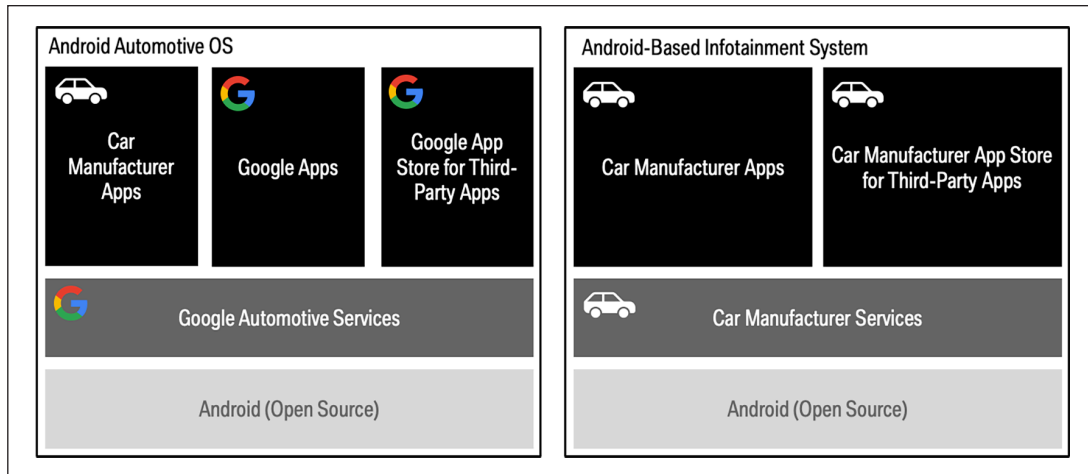 Android Automotive OS
Car
Manufacturer
Apps
Google Apps
Google App
Store for Third-
Party Apps
Google Automotive Services
Android (Open Source)
Android-Based Infotainment System
Car Manufacturer Apps
Car Manufacturer App Store
for Third-Party Apps
Car Manufacturer Services
Android (Open Source)